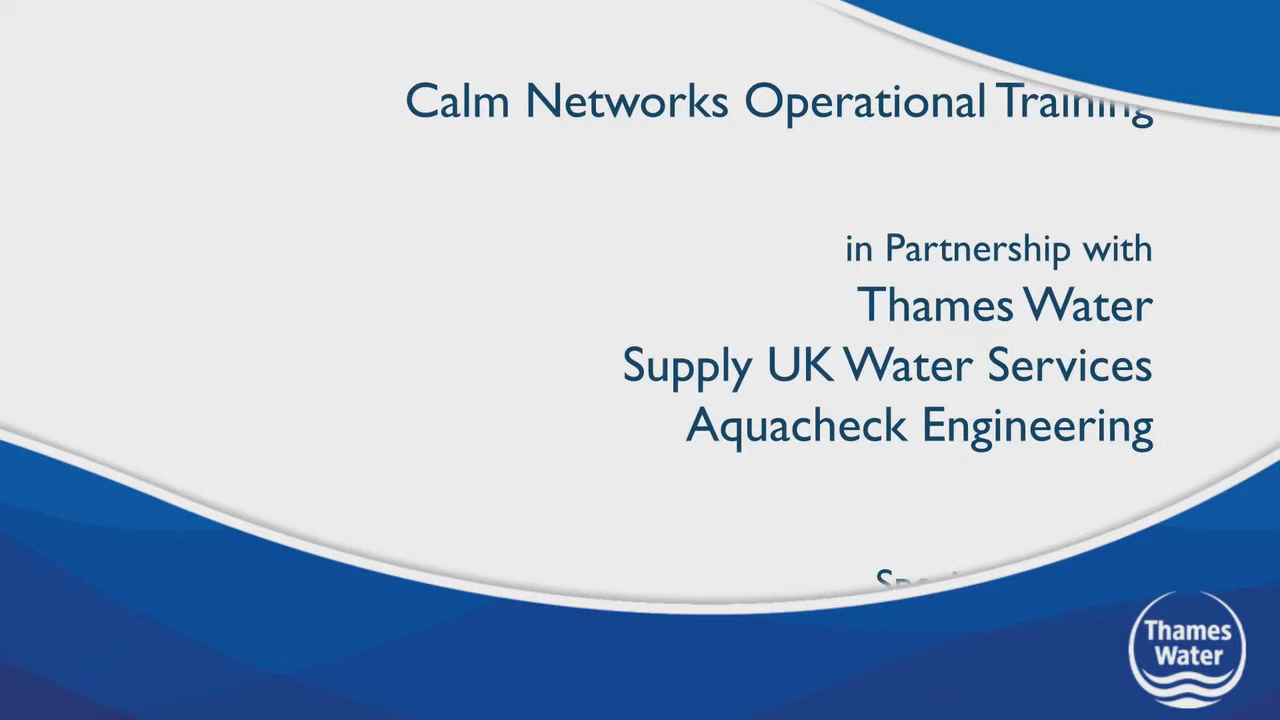 Calm Networks Operational Training
in Partnership with
Thames Water
Supply UK Water Services
Aquacheck Engineering
Thames
Water